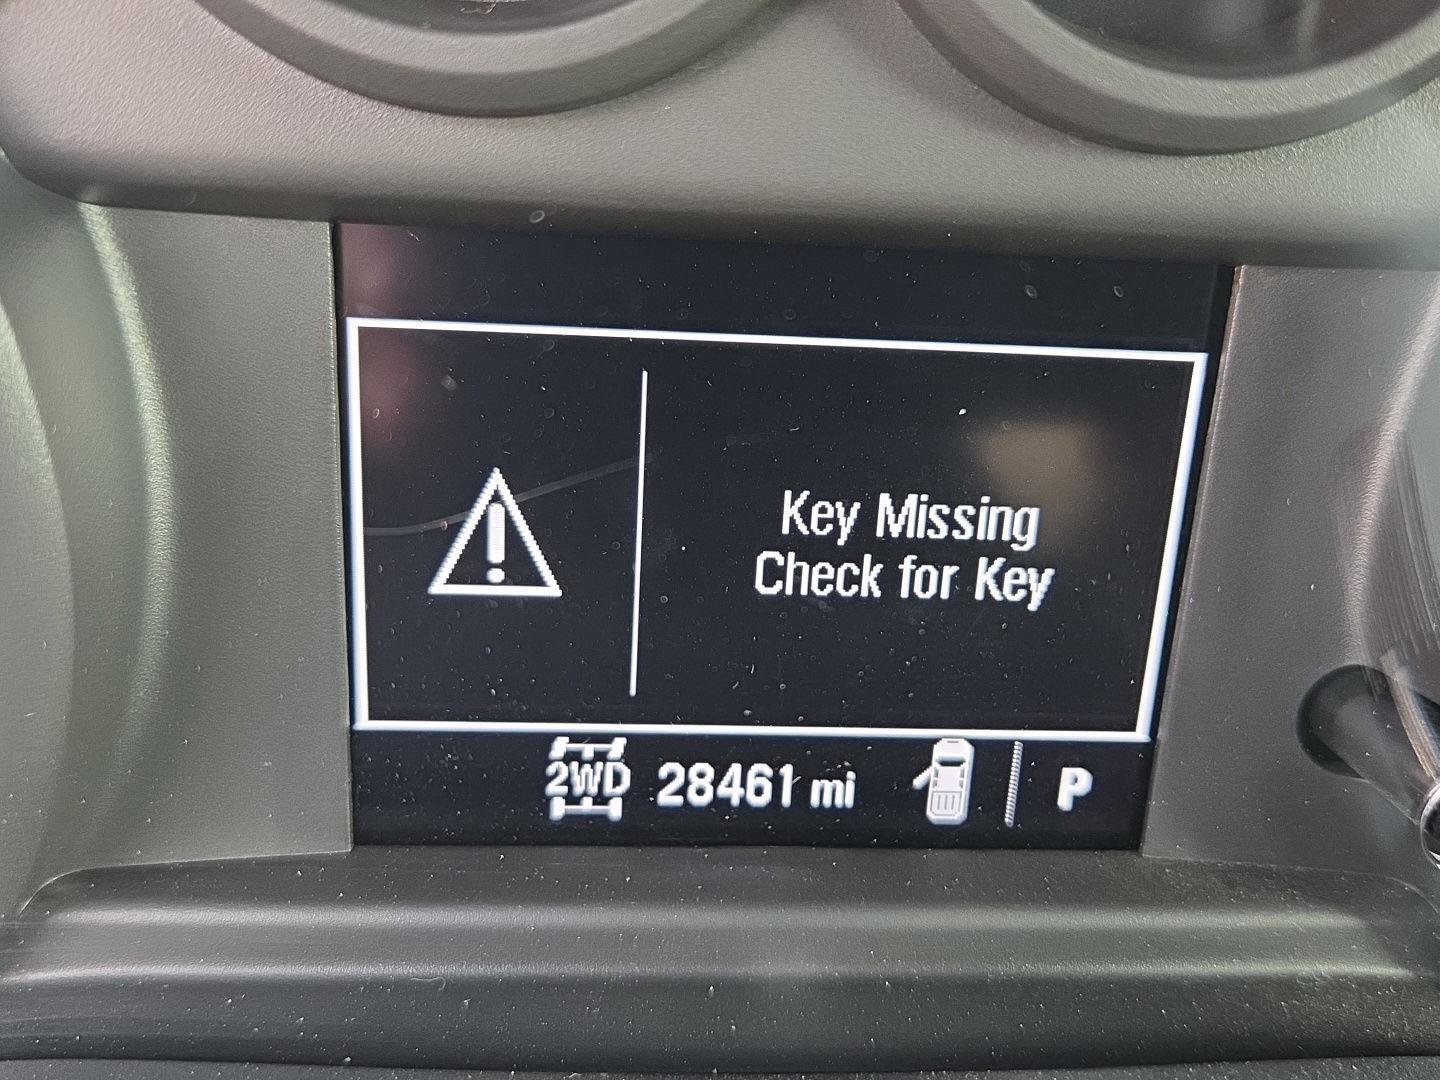 Key Missing
Check for Key
2WD 28461 mi P